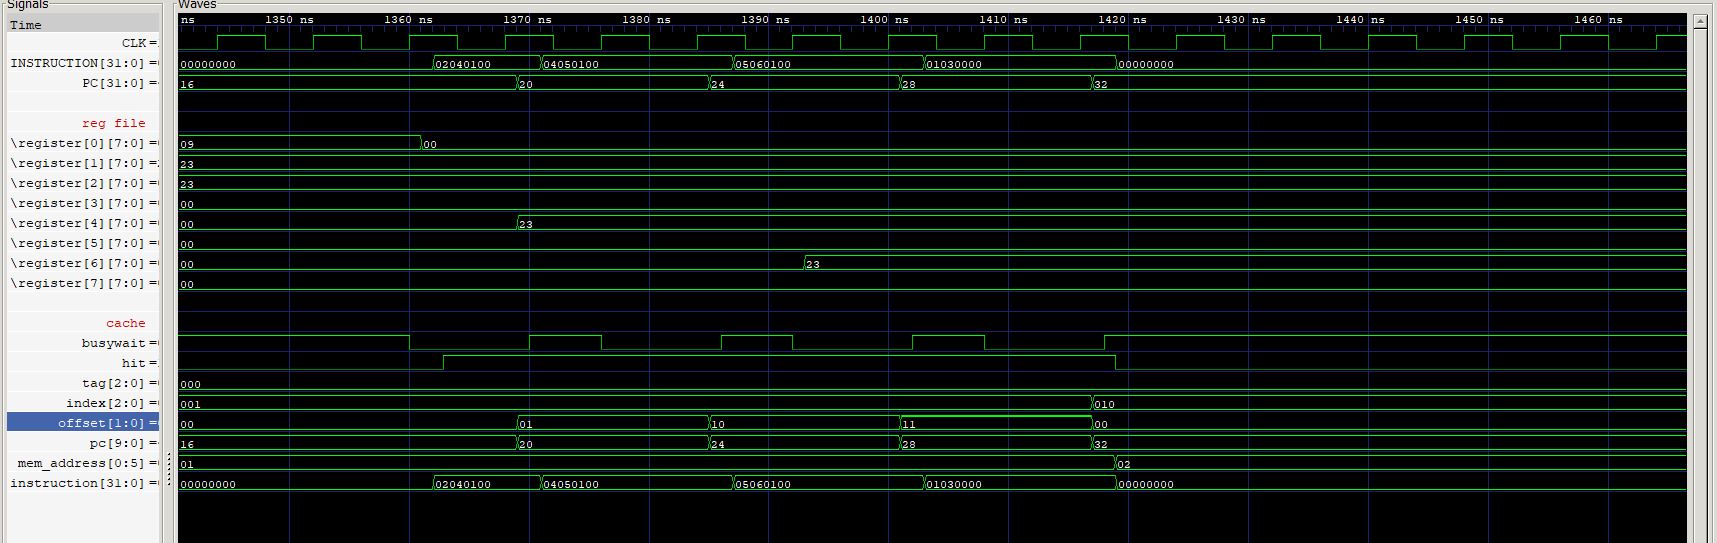 Signals Waves
Time ns 1350 ns 1360 ns 1370 ns 1380 ns 1390 ns 1400 ns 1410 ns 1420 ns 1430 ns 1440 ns 1450 ns 1460 ns
CLK =
INSTRUCTION[31:0] = 00000000 02040100 04050100 05060100 01030000 00000000
PC[31:0] = 16 20 24 28 32
reg file
\register[0][7:0] = 09 00
\register[1][7:0] = 23
\register[2][7:0] = 23
\register[3][7:0] = 00
\register[4][7:0] = 00 23
\register[5][7:0] = 00
\register[6][7:0] = 00 23
\register[7][7:0] = 00
cache
busywait =
hit =
tag[2:0] = 000
index[2:0] = 001 010
offset[1:0] = 00 01 10 11 00
pc[9:0] = 16 20 24 28 32
mem_address[0:5] = 01 02
instruction[31:0] = 00000000 02040100 04050100 05060100 01030000 00000000